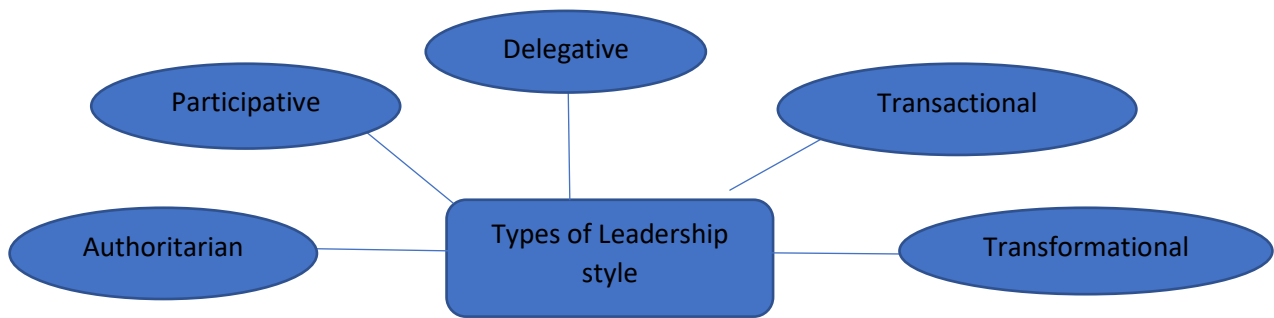 Delegative
Participative
Transactional
Authoritarian
Types of Leadership
style
Transformational